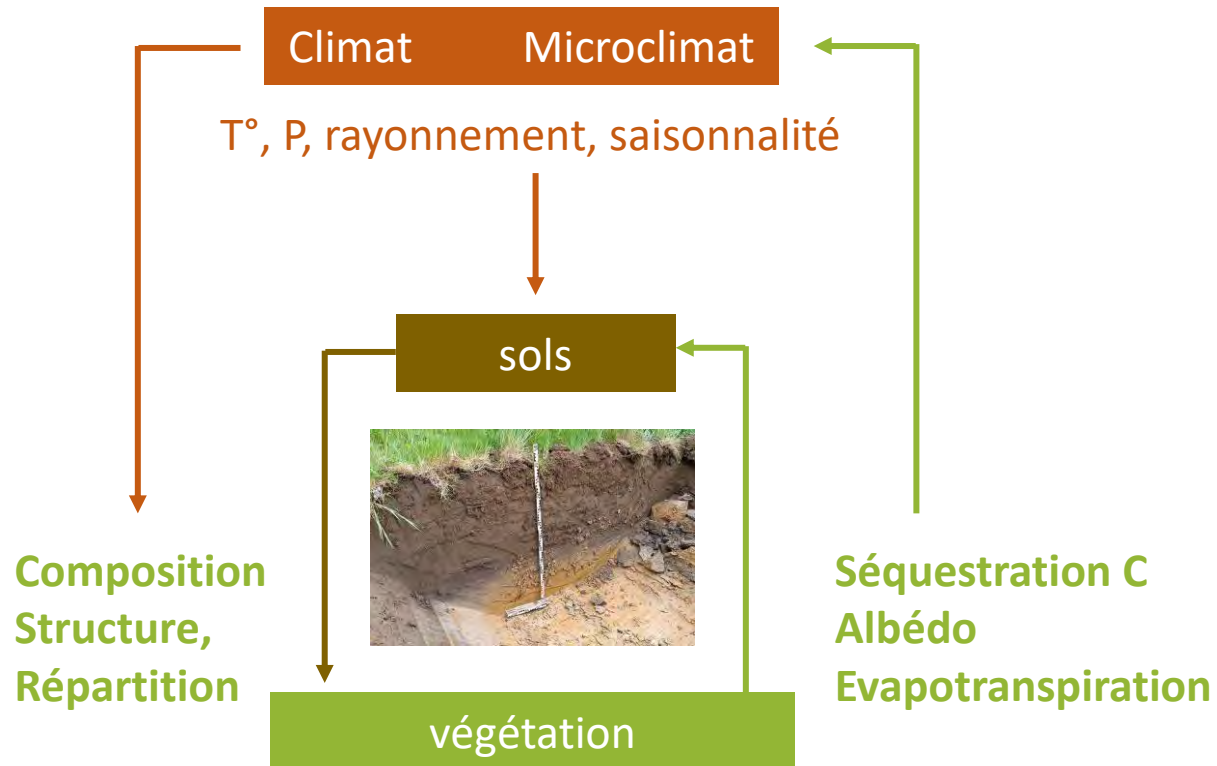 Climat Microclimat
T°, P, rayonnement, saisonnalité
sols
Composition
Structure,
Répartition
Séquestration C
Albédo
Evapotranspiration
végétation